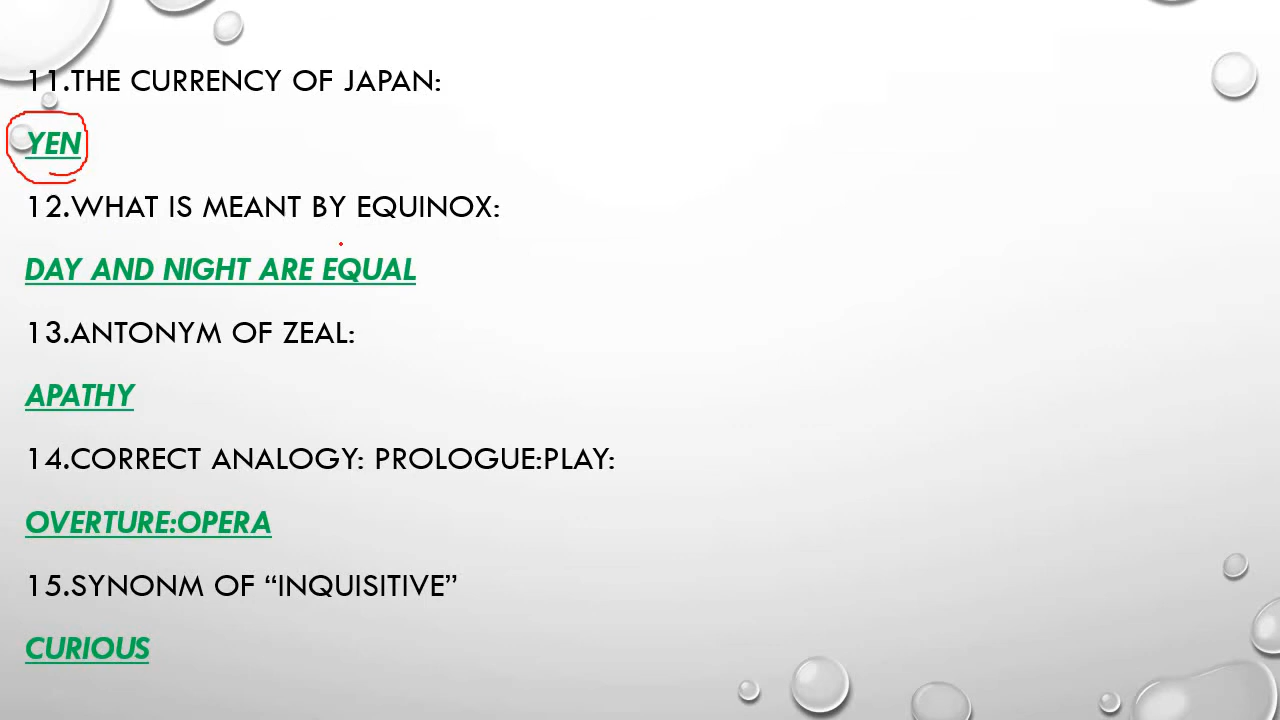 11.THE CURRENCY OF JAPAN:
YEN
12.WHAT IS MEANT BY EQUINOX:
DAY AND NIGHT ARE EQUAL
13.ANTONYM OF ZEAL:
APATHY
14.CORRECT ANALOGY: PROLOGUE:PLAY:
OVERTURE:OPERA
15.SYNONM OF “INQUISITIVE”
CURIOUS